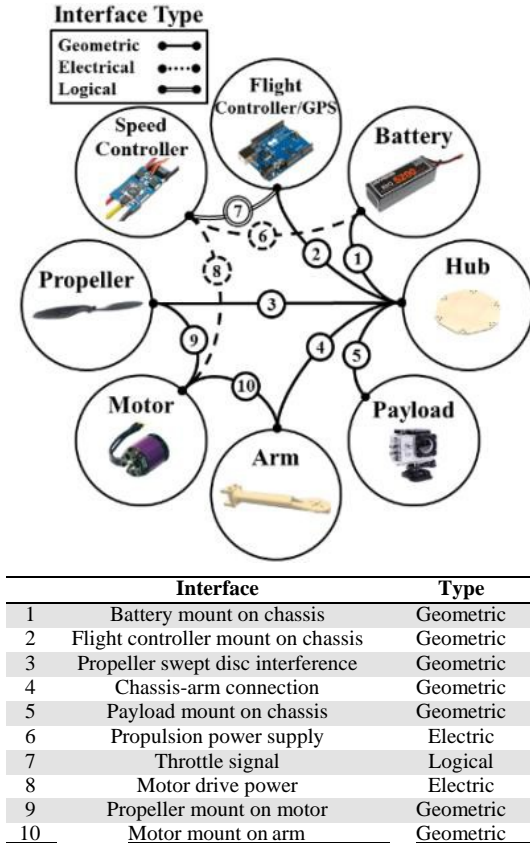 Interface Type
Geometric
Electrical
Logical
Flight
Controller/GPS
Speed
Controller
Battery
5200
7
6
2
1
8
Propeller
Hub
3
9
4
5
10
Motor
Payload
Arm
Interface Type
1 Battery mount on chassis Geometric
2 Flight controller mount on chassis Geometric
3 Propeller swept disc interference Geometric
4 Chassis-arm connection Geometric
5 Payload mount on chassis Geometric
6 Propulsion power supply Electric
7 Throttle signal Logical
8 Motor drive power Electric
9 Propeller mount on motor Geometric
10 Motor mount on arm Geometric